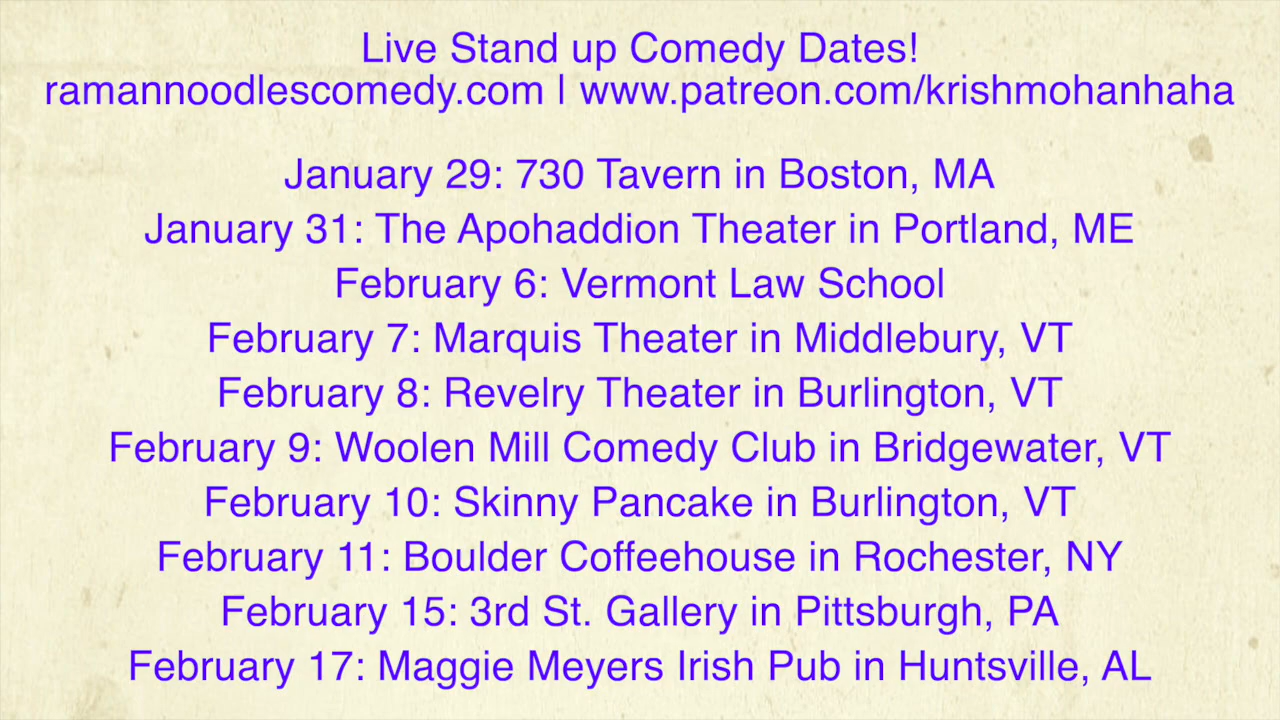 Live Stand up Comedy Dates!
ramannoodlescomedy.com | www.patreon.com/krishmohanhaha
January 29: 730 Tavern in Boston, MA
January 31: The Apohaddion Theater in Portland, ME
February 6: Vermont Law School
February 7: Marquis Theater in Middlebury, VT
February 8: Revelry Theater in Burlington, VT
February 9: Woolen Mill Comedy Club in Bridgewater, VT
February 10: Skinny Pancake in Burlington, VT
February 11: Boulder Coffeehouse in Rochester, NY
February 15: 3rd St. Gallery in Pittsburgh, PA
February 17: Maggie Meyers Irish Pub in Huntsville, AL